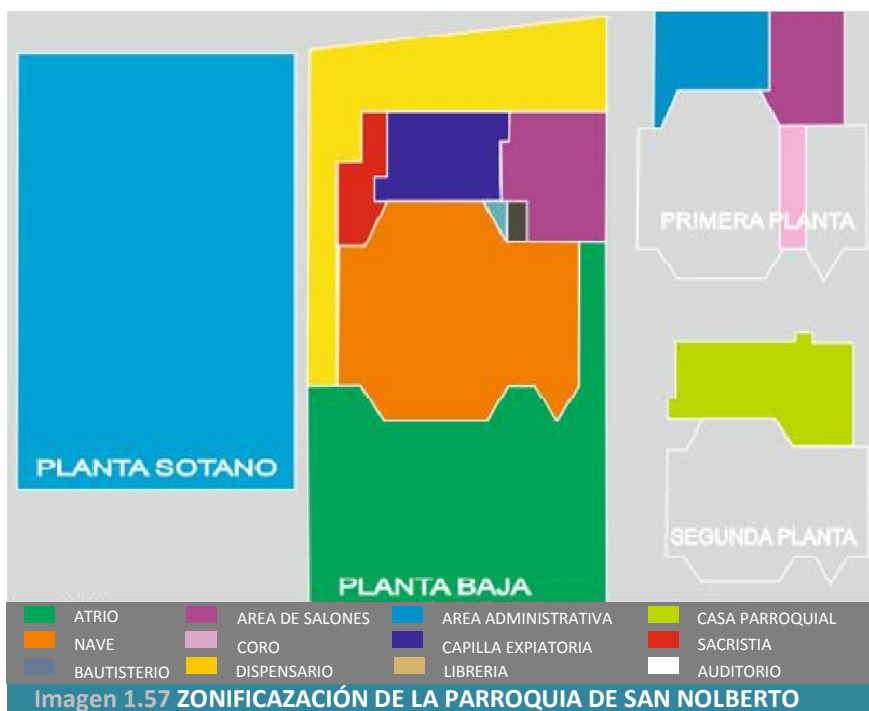 PRIMERA PLANTA
PLANTA SOTANO
SEGUNDA PLANTA
PLANTA BAJA
ATRIO
AREA DE SALONES
AREA ADMINISTRATIVA
CASA PARROQUIAL
NAVE
CORO
CAPILLA EXPIATORIA
SACRISTIA
BAUTISTERIO
DISPENSARIO
LIBRERIA
AUDITORIO
Imagen 1.57 ZONIFICAZACIÓN DE LA PARROQUIA DE SAN NOLBERTO